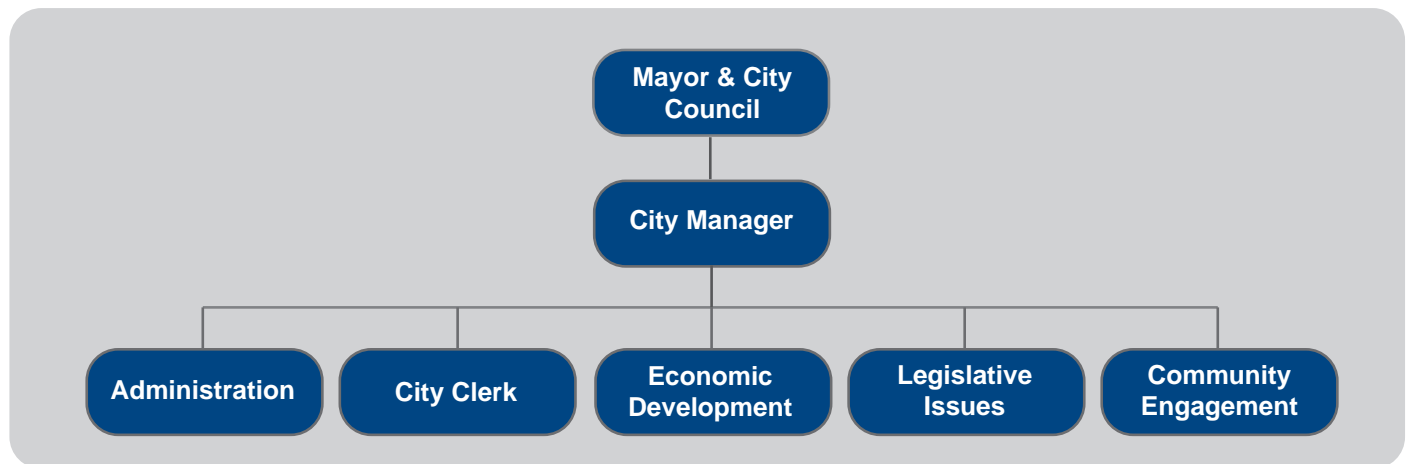 Mayor & City
Council
City Manager
Administration
City Clerk
Economic
Development
Legislative
Issues
Community
Engagement